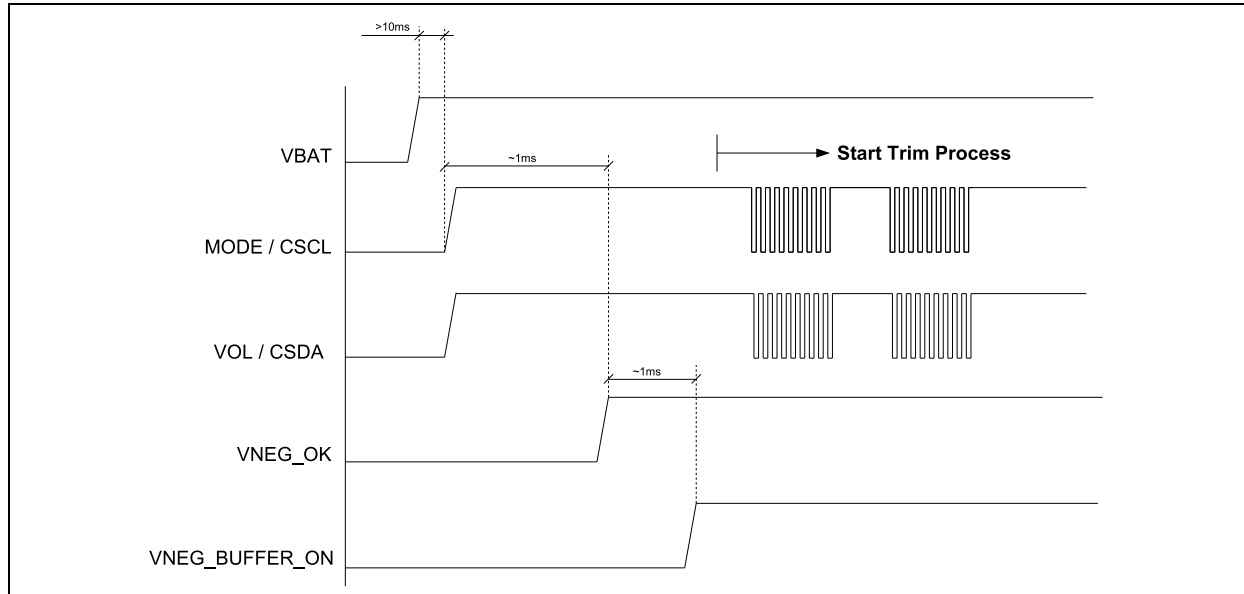 >10ms
VBAT
~1ms
Start Trim Process
MODE / CSCL
VOL / CSDA
~1ms
VNEG_OK
VNEG_BUFFER_ON